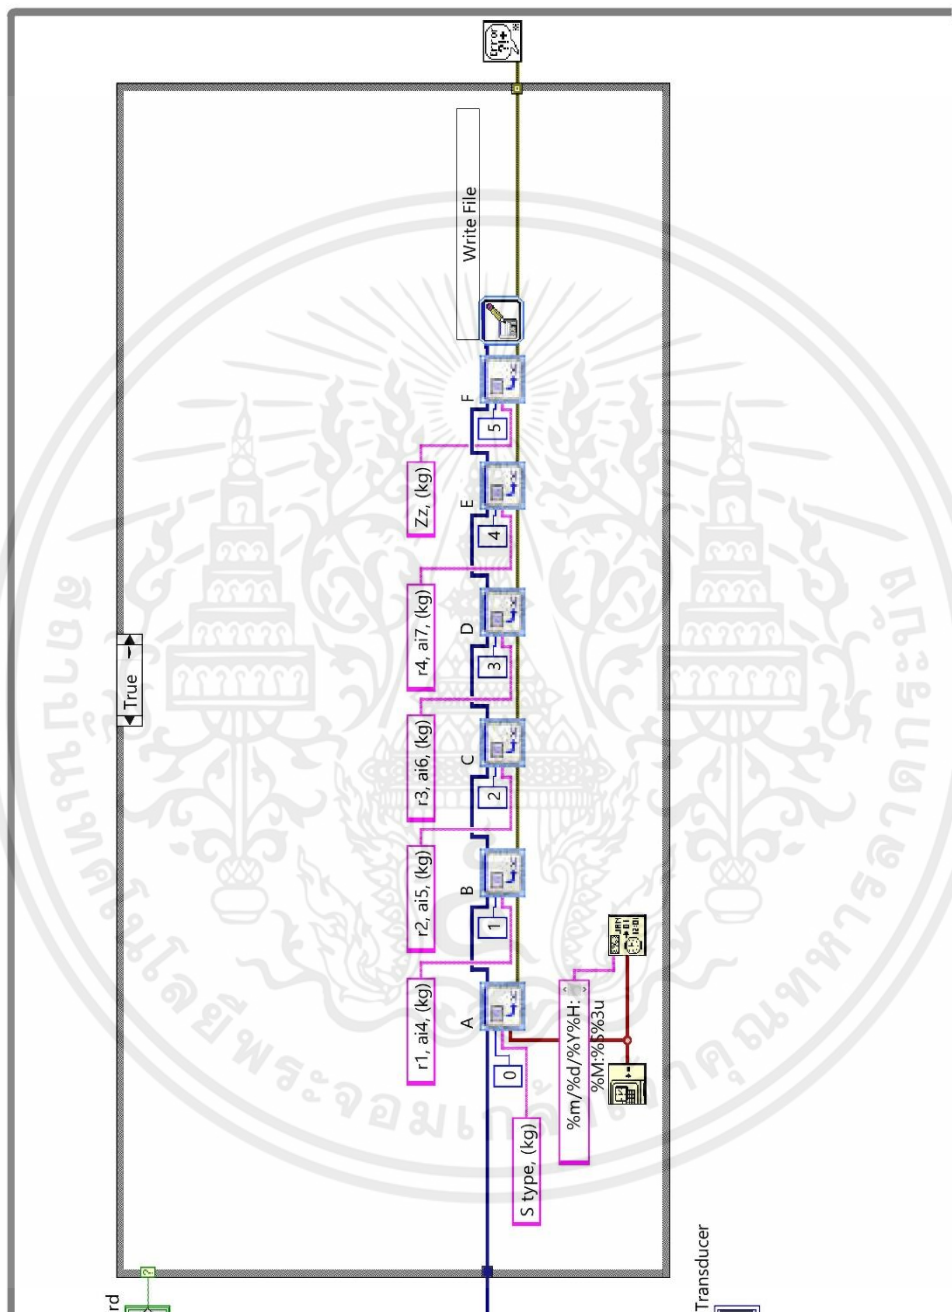 Error
?!+
Write File
True
Zz, (kg)
r4, ai7, (kg)
r3, ai6, (kg)
r2, ai5, (kg)
r1, ai4, (kg)
F
5
E
4
D
3
C
2
B
1
A
0
S type, (kg)
%m/%d/%Y%H:
%M:%S%3u
rd
?
Transducer